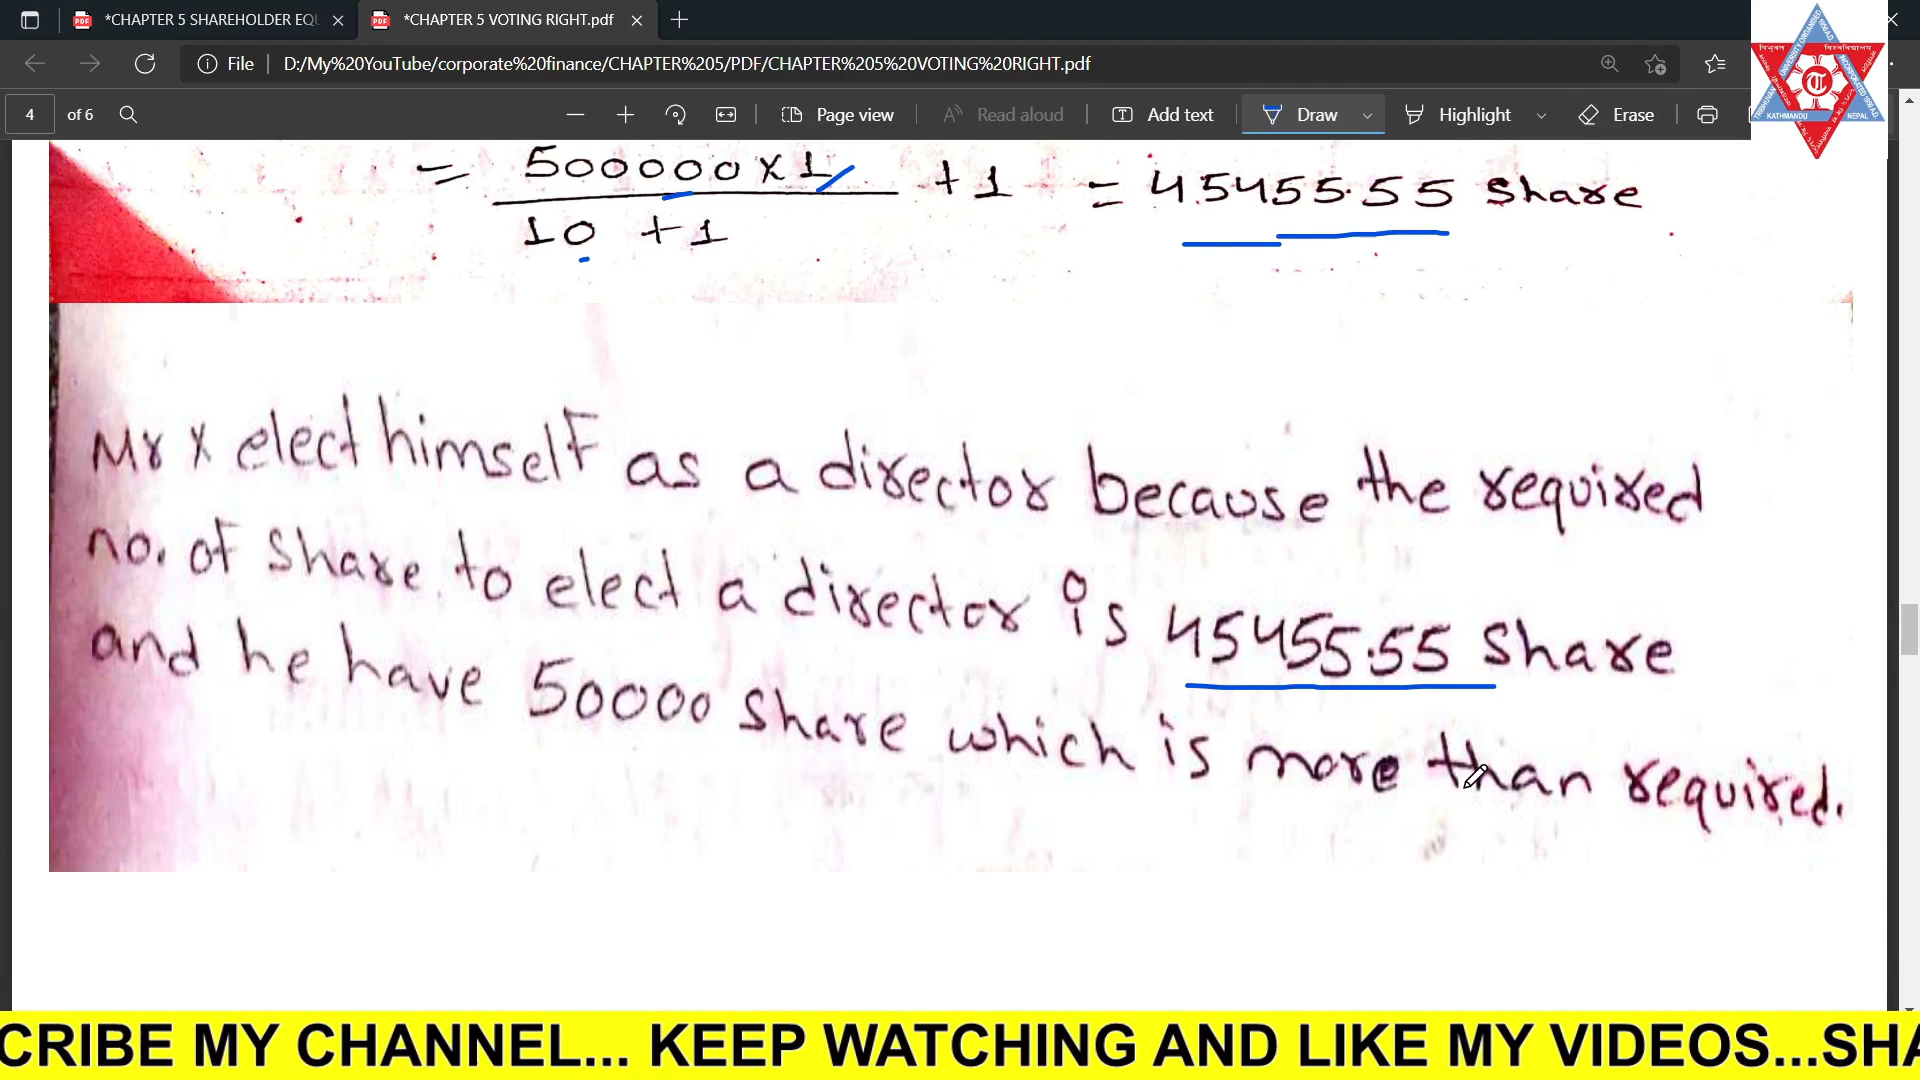 *CHAPTER 5 SHAREHOLDER EQU
*CHAPTER 5 VOTING RIGHT.pdf
File
D:/My%20YouTube/corporate%20finance/CHAPTER%205/PDF/CHAPTER%205%20VOTING%20RIGHT.pdf
4 of 6
Page view
Read aloud
Add text
Draw
Highlight
Erase
KATHMANDU NEPAL
= 500000 x 1 / 10 + 1 + 1 = 45455.55 share
Mr X elect himself as a director because the required
no. of share to elect a director is 45455.55 share
and he have 50000 share which is more than required.
CRIBE MY CHANNEL... KEEP WATCHING AND LIKE MY VIDEOS...SHA